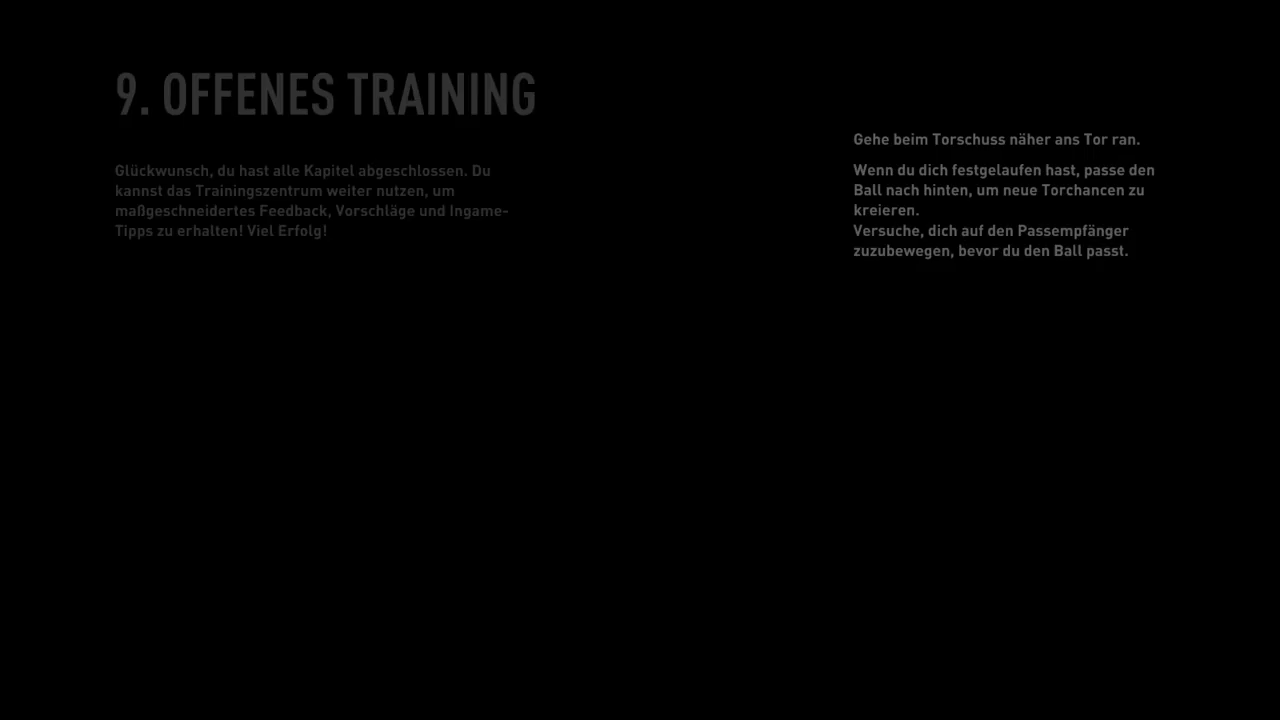 9. OFFENES TRAINING
Glückwunsch, du hast alle Kapitel abgeschlossen. Du
kannst das Trainingszentrum weiter nutzen, um
maßgeschneidertes Feedback, Vorschläge und Ingame-
Tipps zu erhalten! Viel Erfolg!
Gehe beim Torschuss näher ans Tor ran.
Wenn du dich festgelaufen hast, passe den
Ball nach hinten, um neue Torchancen zu
kreieren.
Versuche, dich auf den Passempfänger
zuzubewegen, bevor du den Ball passt.